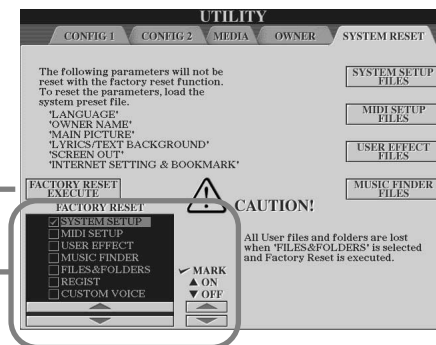 UTILITY
CONFIG 1 CONFIG 2 MEDIA OWNER SYSTEM RESET
The following parameters will not be
reset with the factory reset function.
To reset the parameters, load the
system preset file.
'LANGUAGE'
'OWNER NAME'
'MAIN PICTURE'
'LYRICS/TEXT BACKGROUND'
'SCREEN OUT'
'INTERNET SETTING & BOOKMARK'
SYSTEM SETUP
FILES
MIDI SETUP
FILES
USER EFFECT
FILES
MUSIC FINDER
FILES
FACTORY RESET
EXECUTE
CAUTION!
All User files and folders are lost
when 'FILES&FOLDERS' is selected
and Factory Reset is executed.
FACTORY RESET
SYSTEM SETUP
MIDI SETUP
USER EFFECT
MUSIC FINDER
FILES&FOLDERS
REGIST
CUSTOM VOICE
✓ MARK
▲ ON
▼ OFF